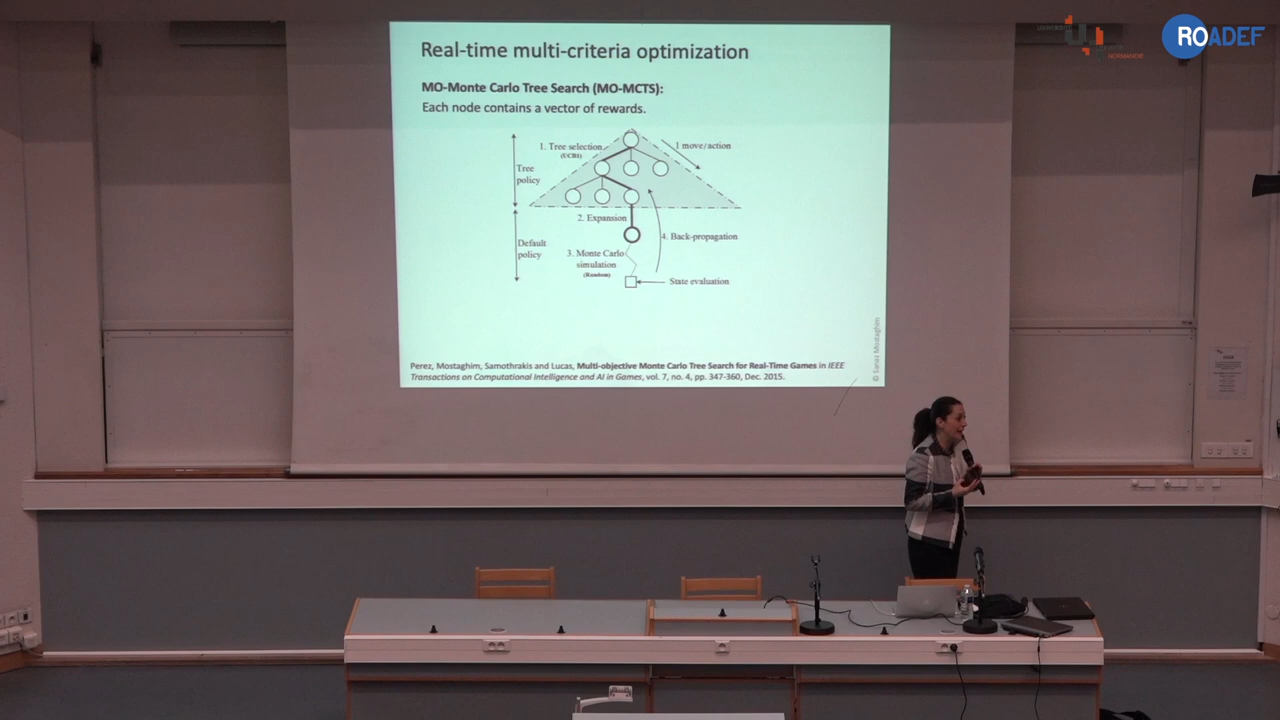 Real-time multi-criteria optimization
ROADEF
NORMANDIE
MO-Monte Carlo Tree Search (MO-MCTS):
Each node contains a vector of rewards.
1. Tree selection
(UCB1)
1 move/action
Tree
policy
2. Expansion
Default
policy
3. Monte Carlo
simulation
(Random)
4. Back-propagation
State evaluation
© Sanaz Mostaghim
Perez, Mostaghim, Samothrakis and Lucas, Multi-objective Monte Carlo Tree Search for Real-Time Games in IEEE
Transactions on Computational Intelligence and AI in Games, vol. 7, no. 4, pp. 347-360, Dec. 2015.